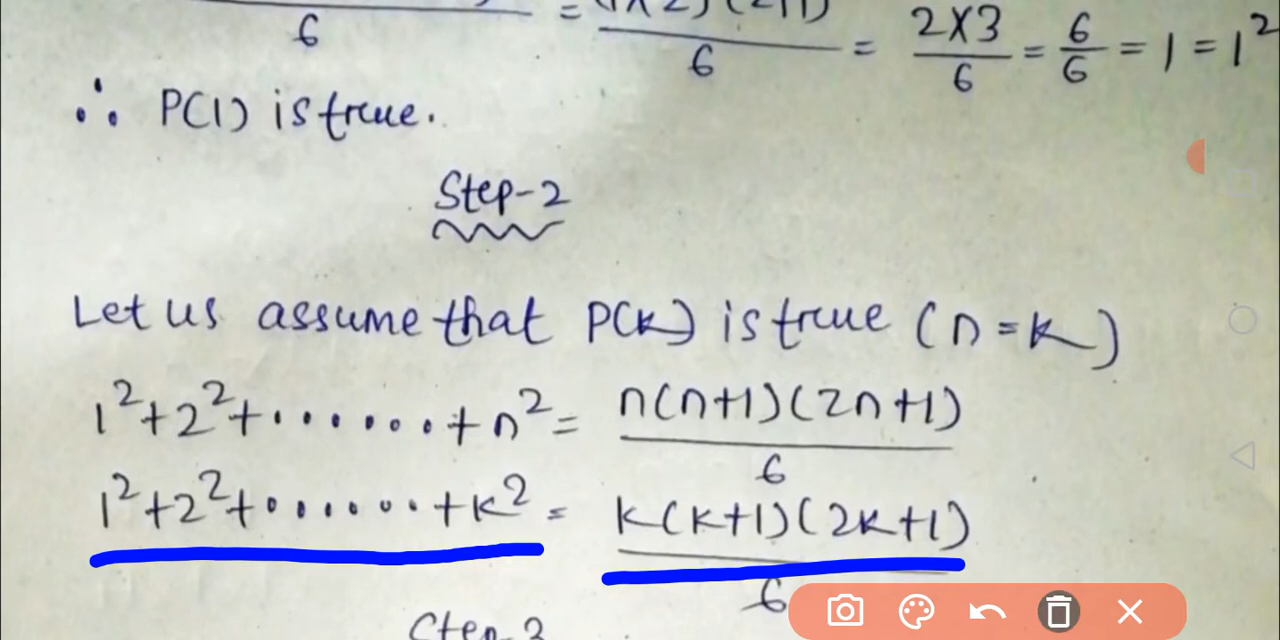 6 = (1×2)(2+1) / 6 = 2×3 / 6 = 6/6 = 1 = 1²
∴ P(1) is true.
Step-2
Let us assume that P(k) is true (n=k)
1²+2²+.......+n² = n(n+1)(2n+1) / 6
1²+2²+........+k² = k(k+1)(2k+1) / 6
Step-3